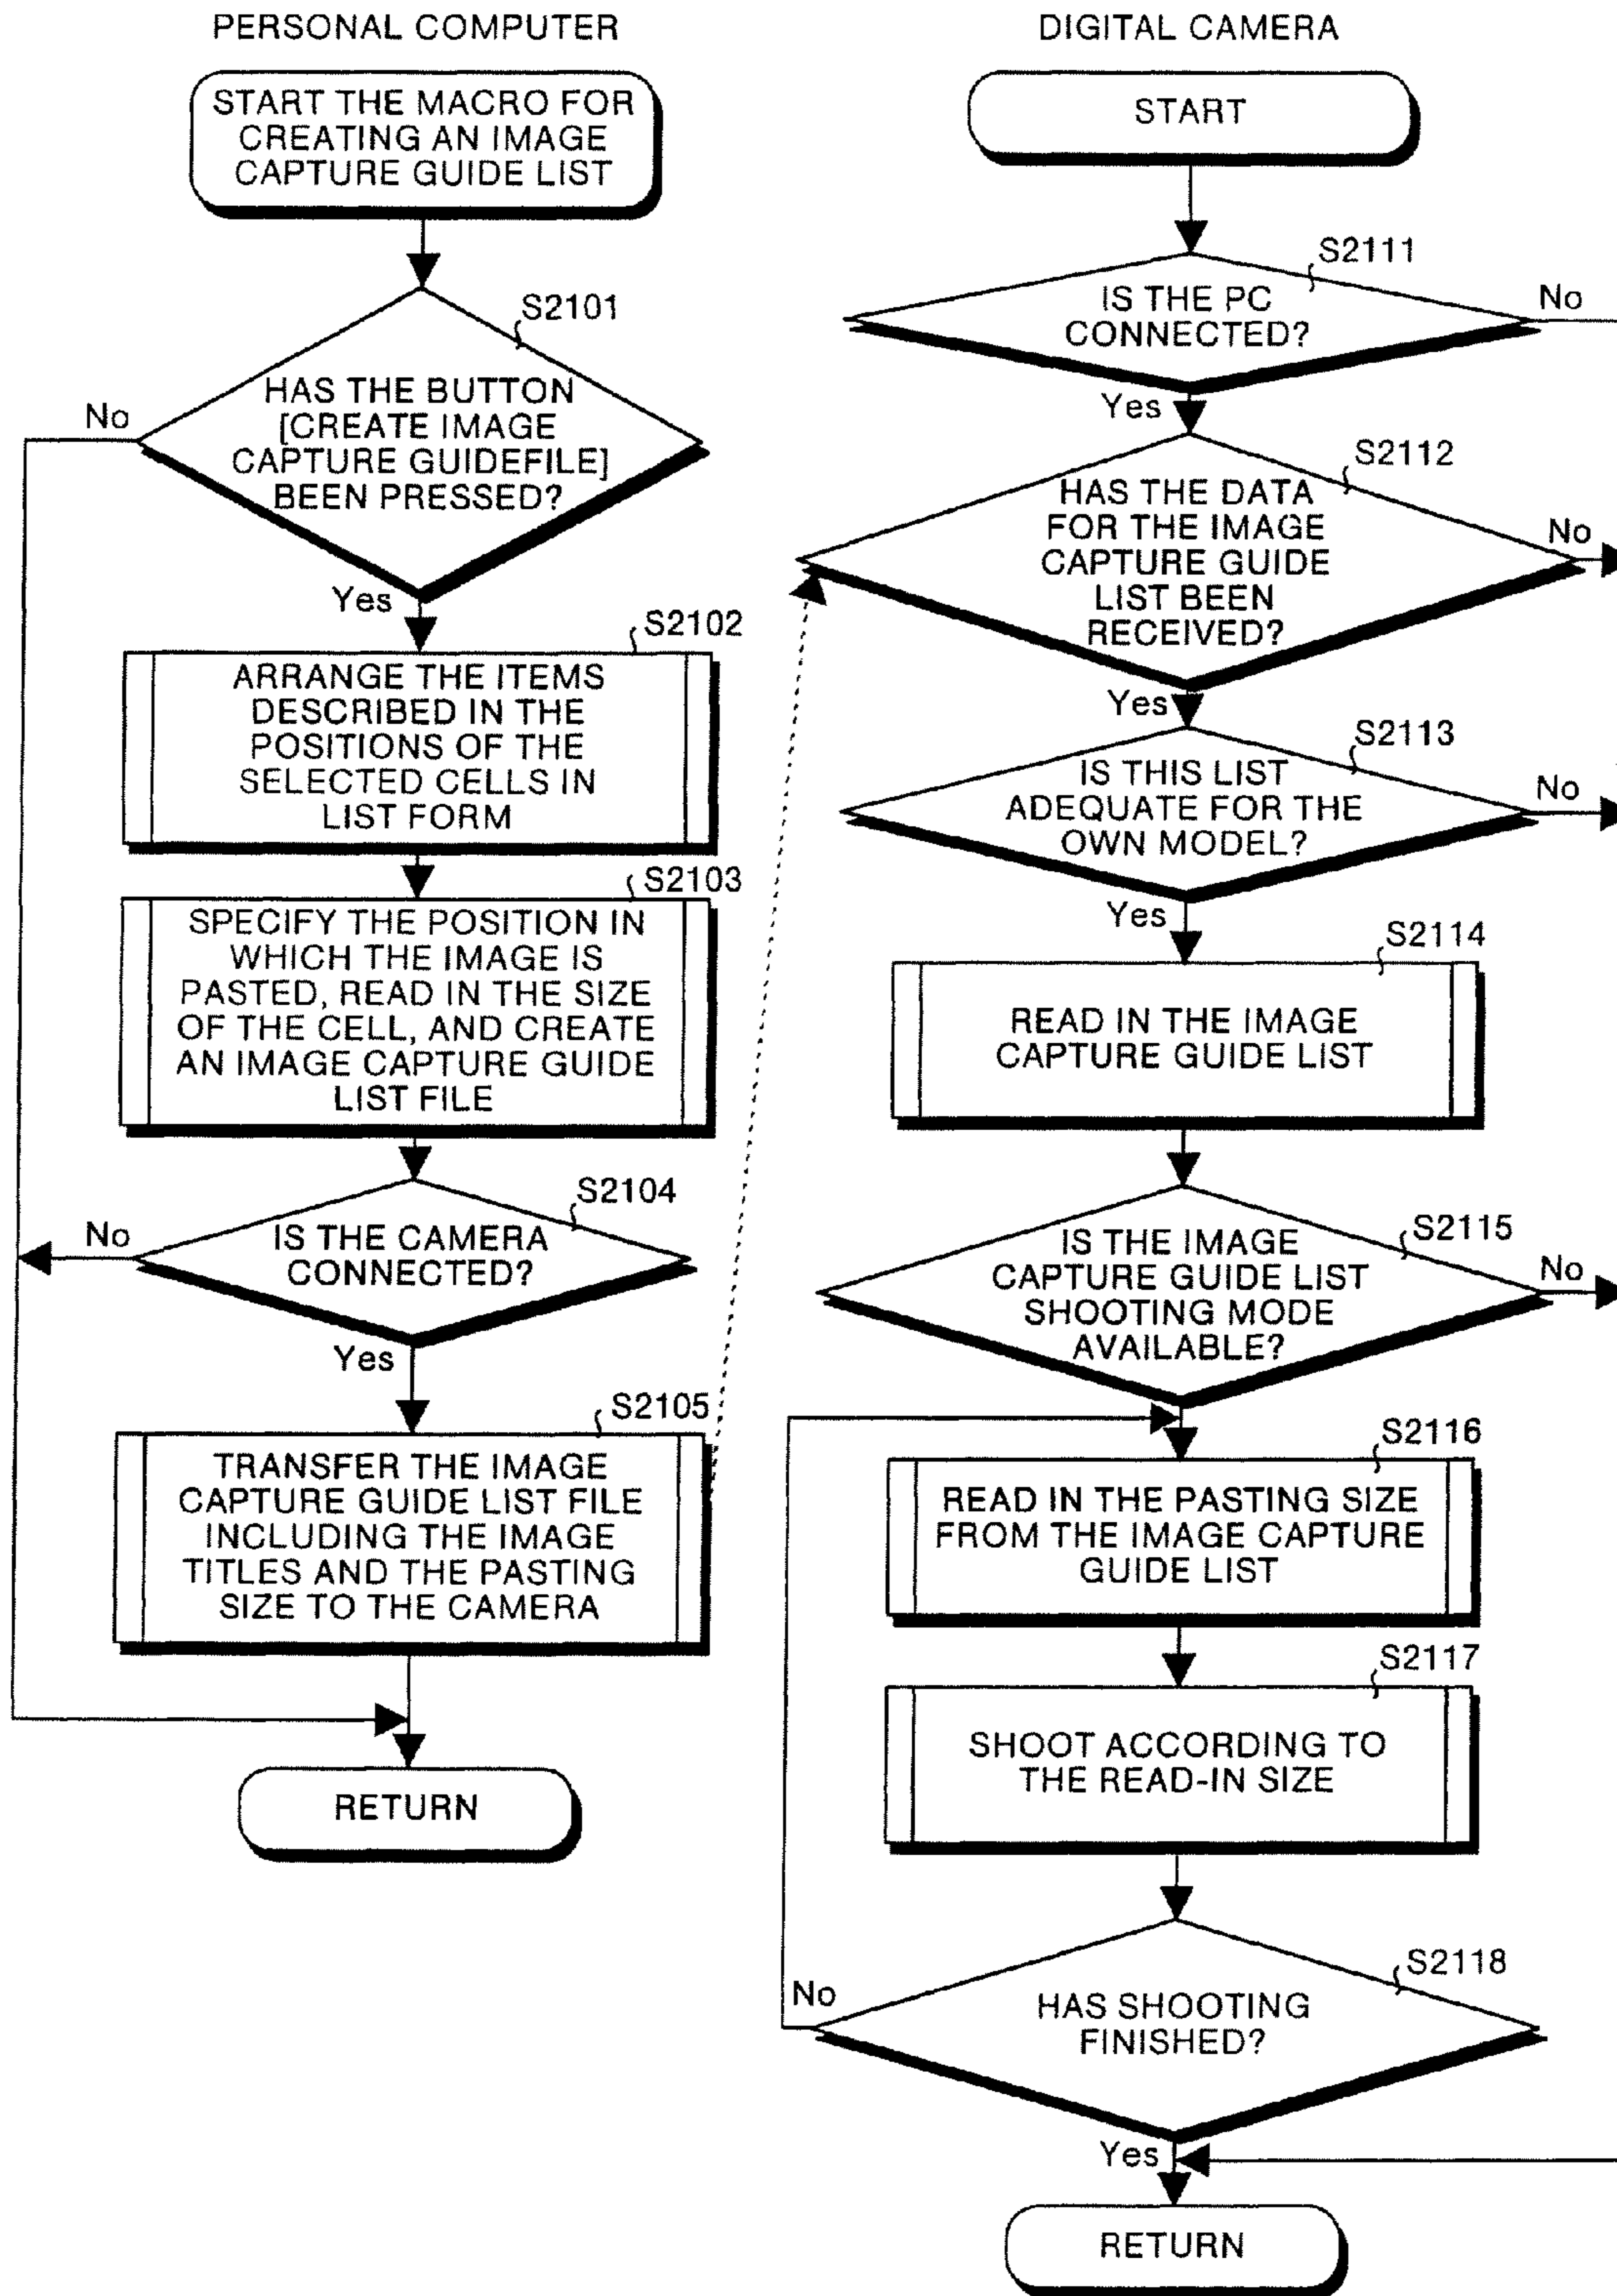 PERSONAL COMPUTER
START THE MACRO FOR
CREATING AN IMAGE
CAPTURE GUIDE LIST
S2101
HAS THE BUTTON
[CREATE IMAGE
CAPTURE GUIDEFILE]
BEEN PRESSED?
No
Yes
S2102
ARRANGE THE ITEMS
DESCRIBED IN THE
POSITIONS OF THE
SELECTED CELLS IN
LIST FORM
S2103
SPECIFY THE POSITION IN
WHICH THE IMAGE IS
PASTED, READ IN THE SIZE
OF THE CELL, AND CREATE
AN IMAGE CAPTURE GUIDE
LIST FILE
S2104
No
IS THE CAMERA
CONNECTED?
Yes
S2105
TRANSFER THE IMAGE
CAPTURE GUIDE LIST FILE
INCLUDING THE IMAGE
TITLES AND THE PASTING
SIZE TO THE CAMERA
RETURN
DIGITAL CAMERA
START
S2111
IS THE PC
CONNECTED?
No
Yes
S2112
HAS THE DATA
FOR THE IMAGE
CAPTURE GUIDE
LIST BEEN
RECEIVED?
No
Yes
S2113
IS THIS LIST
ADEQUATE FOR THE
OWN MODEL?
No
Yes
S2114
READ IN THE IMAGE
CAPTURE GUIDE LIST
S2115
IS THE IMAGE
CAPTURE GUIDE LIST
SHOOTING MODE
AVAILABLE?
No
S2116
READ IN THE PASTING SIZE
FROM THE IMAGE CAPTURE
GUIDE LIST
S2117
SHOOT ACCORDING TO
THE READ-IN SIZE
S2118
No
HAS SHOOTING
FINISHED?
Yes
RETURN